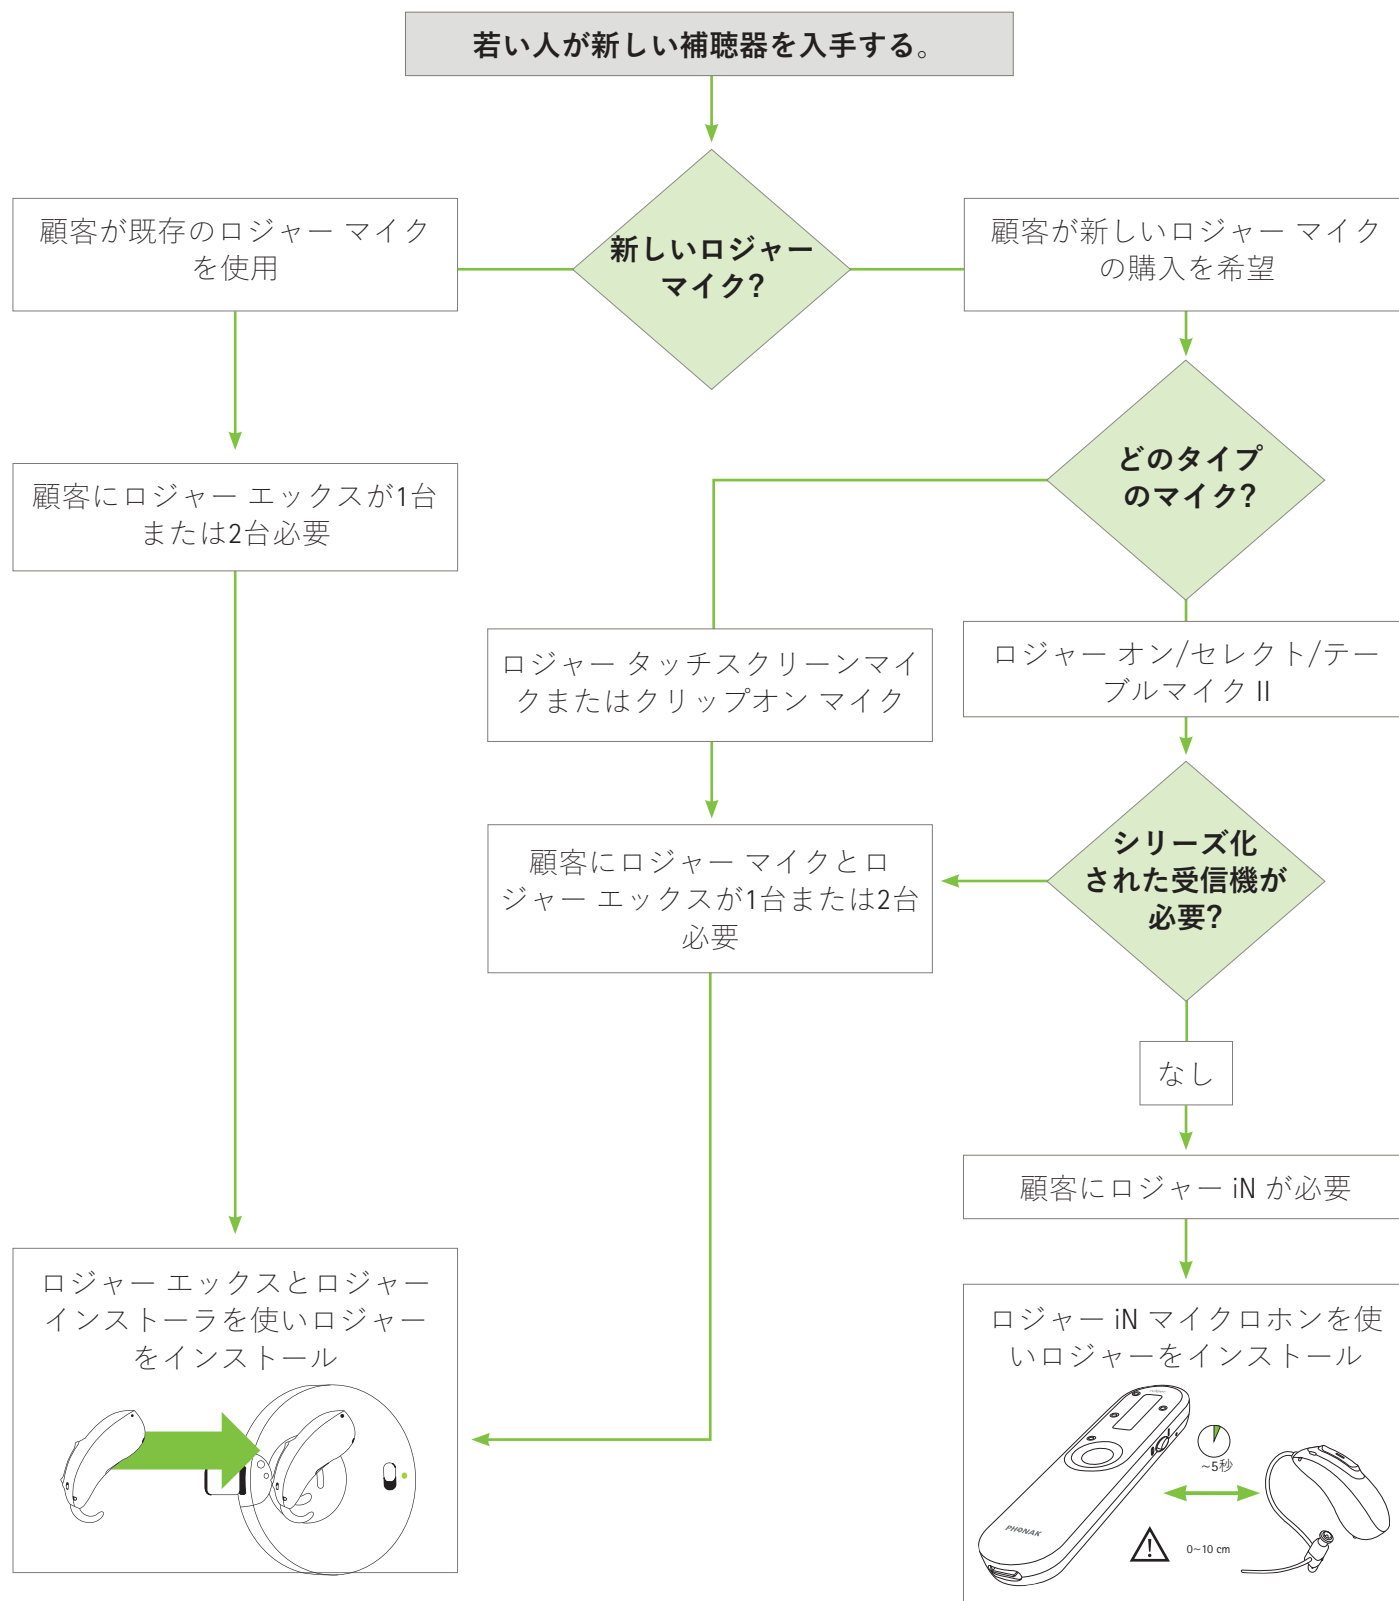 若い人が新しい補聴器を入手する。
新しいロジャー
マイク?
顧客が既存のロジャー マイク
を使用
顧客が新しいロジャー マイク
の購入を希望
どのタイプ
のマイク?
顧客にロジャー エックスが1台
または2台必要
ロジャー タッチスクリーンマイ
クまたはクリップオン マイク
ロジャー オン/セレクト/テー
ブルマイク II
シリーズ化
された受信機が
必要?
顧客にロジャー マイクとロ
ジャー エックスが1台または2台
必要
なし
顧客にロジャー iN が必要
ロジャー エックスとロジャー
インストーラを使いロジャー
をインストール
ロジャー iN マイクロホンを使
いロジャーをインストール
~5秒
PHONAK
0~10 cm